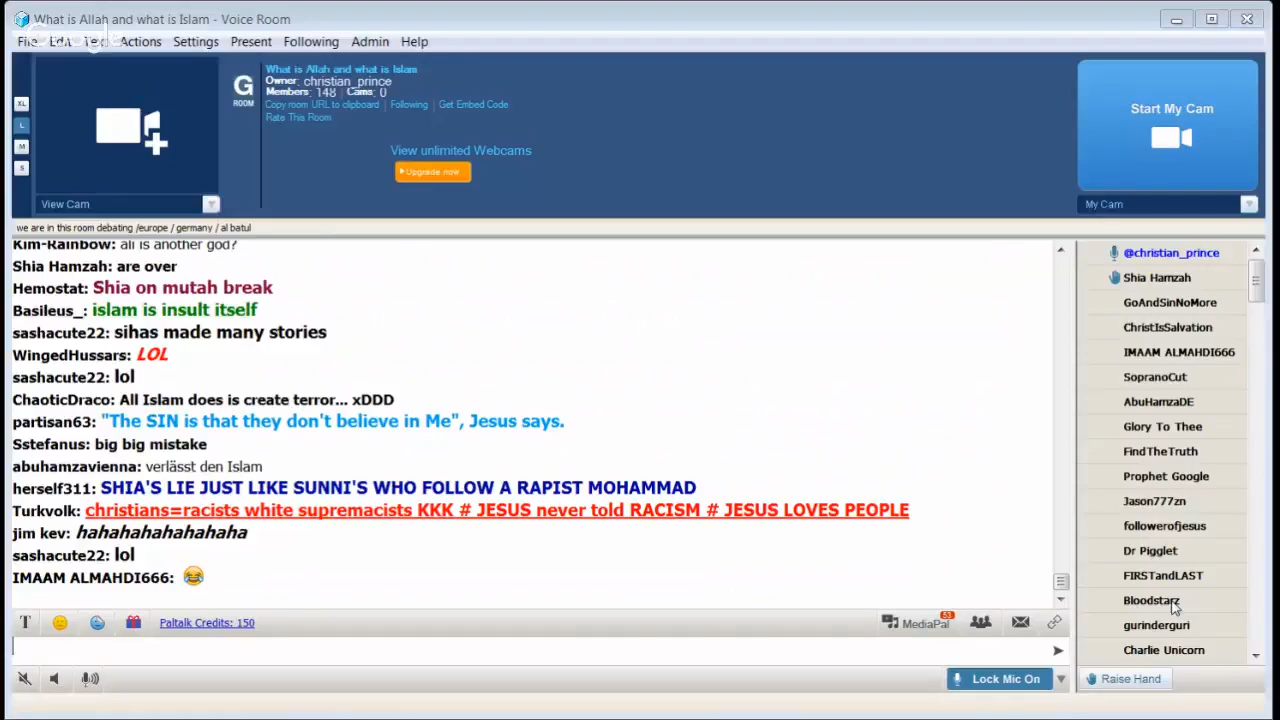 What is Allah and what is Islam - Voice Room
Google
File Edit Text Actions Settings Present Following Admin Help
XL
L
M
S
View Cam
G
ROOM
What is Allah and what is Islam
Owner: christian_prince
Members: 148 Cams: 0
Copy room URL to clipboard | Following | Get Embed Code
Rate This Room
View unlimited Webcams
Upgrade now
Start My Cam
My Cam
we are in this room debating /europe / germany / al batul
Kim-Rainbow: ali is another god?
Shia Hamzah: are over
Hemostat: Shia on mutah break
Basileus_: islam is insult itself
sashacute22: sihas made many stories
WingedHussars: LOL
sashacute22: lol
ChaoticDraco: All Islam does is create terror... xDDD
partisan63: "The SIN is that they don't believe in Me", Jesus says.
Sstefanus: big big mistake
abuhamzavienna: verlässt den Islam
herself311: SHIA'S LIE JUST LIKE SUNNI'S WHO FOLLOW A RAPIST MOHAMMAD
Turkvolk: christians=racists white supremacists KKK # JESUS never told RACISM # JESUS LOVES PEOPLE
jim kev: hahahahahahahaha
sashacute22: lol
IMAAM ALMAHDI666: 😂
@christian_prince
Shia Hamzah
GoAndSinNoMore
ChristIsSalvation
IMAAM ALMAHDI666
SopranoCut
AbuHamzaDE
Glory To Thee
FindTheTruth
Prophet Google
Jason777zn
followerofjesus
Dr Pigglet
FIRSTandLAST
Bloodstarz
gurinderguri
Charlie Unicorn
T
Paltalk Credits: 150
MediaPal
53
Lock Mic On
Raise Hand